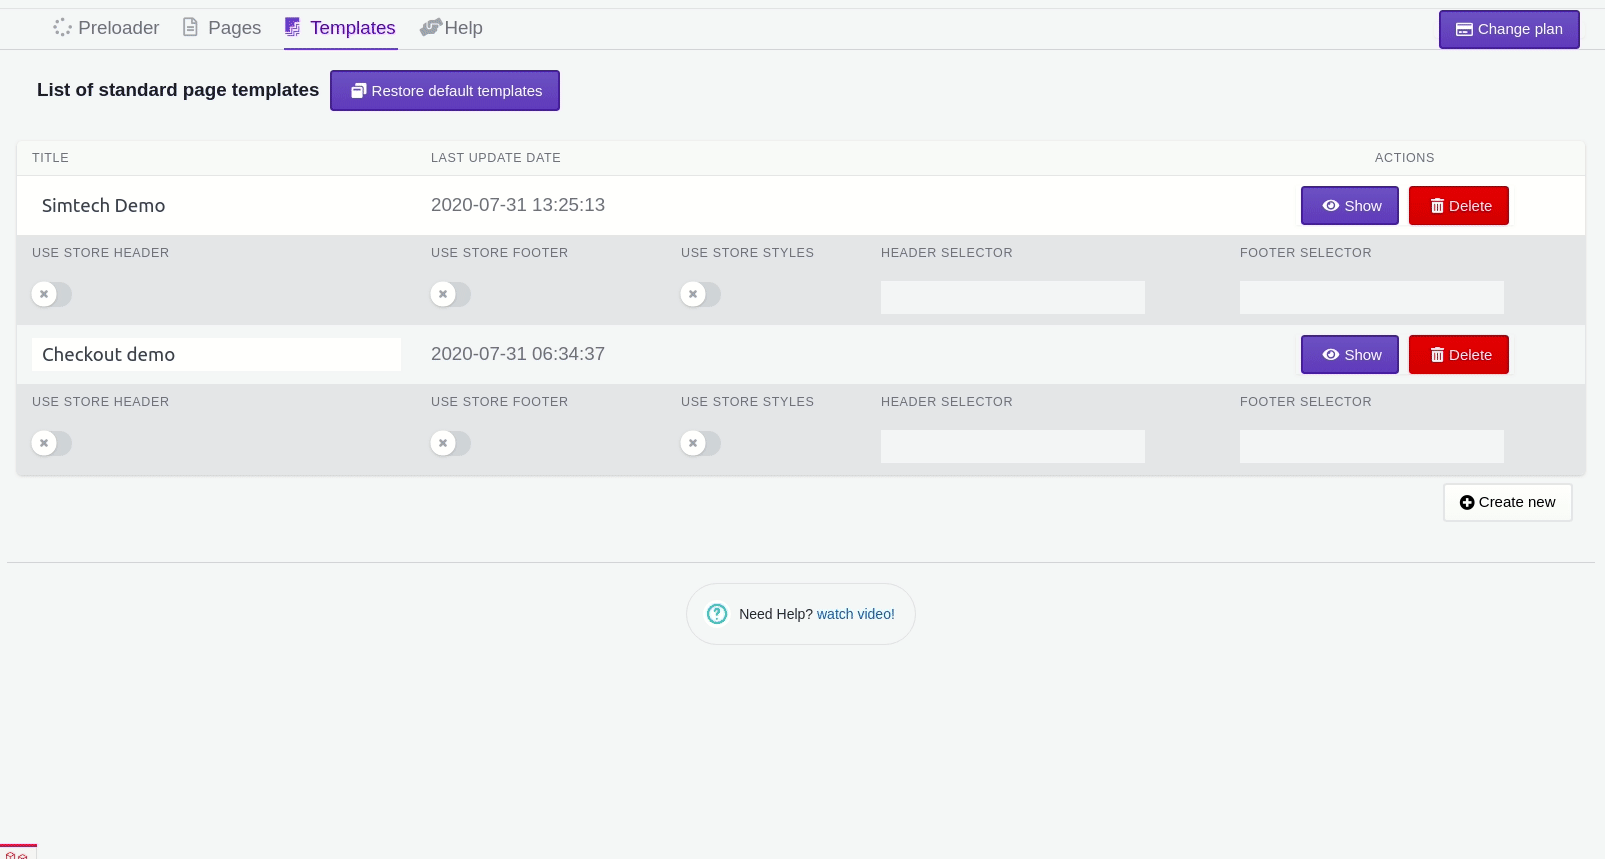 Preloader Pages Templates Help Change plan
List of standard page templates Restore default templates
TITLE LAST UPDATE DATE ACTIONS
Simtech Demo 2020-07-31 13:25:13 Show Delete
USE STORE HEADER USE STORE FOOTER USE STORE STYLES HEADER SELECTOR FOOTER SELECTOR
Checkout demo 2020-07-31 06:34:37 Show Delete
USE STORE HEADER USE STORE FOOTER USE STORE STYLES HEADER SELECTOR FOOTER SELECTOR
Create new
Need Help? watch video!